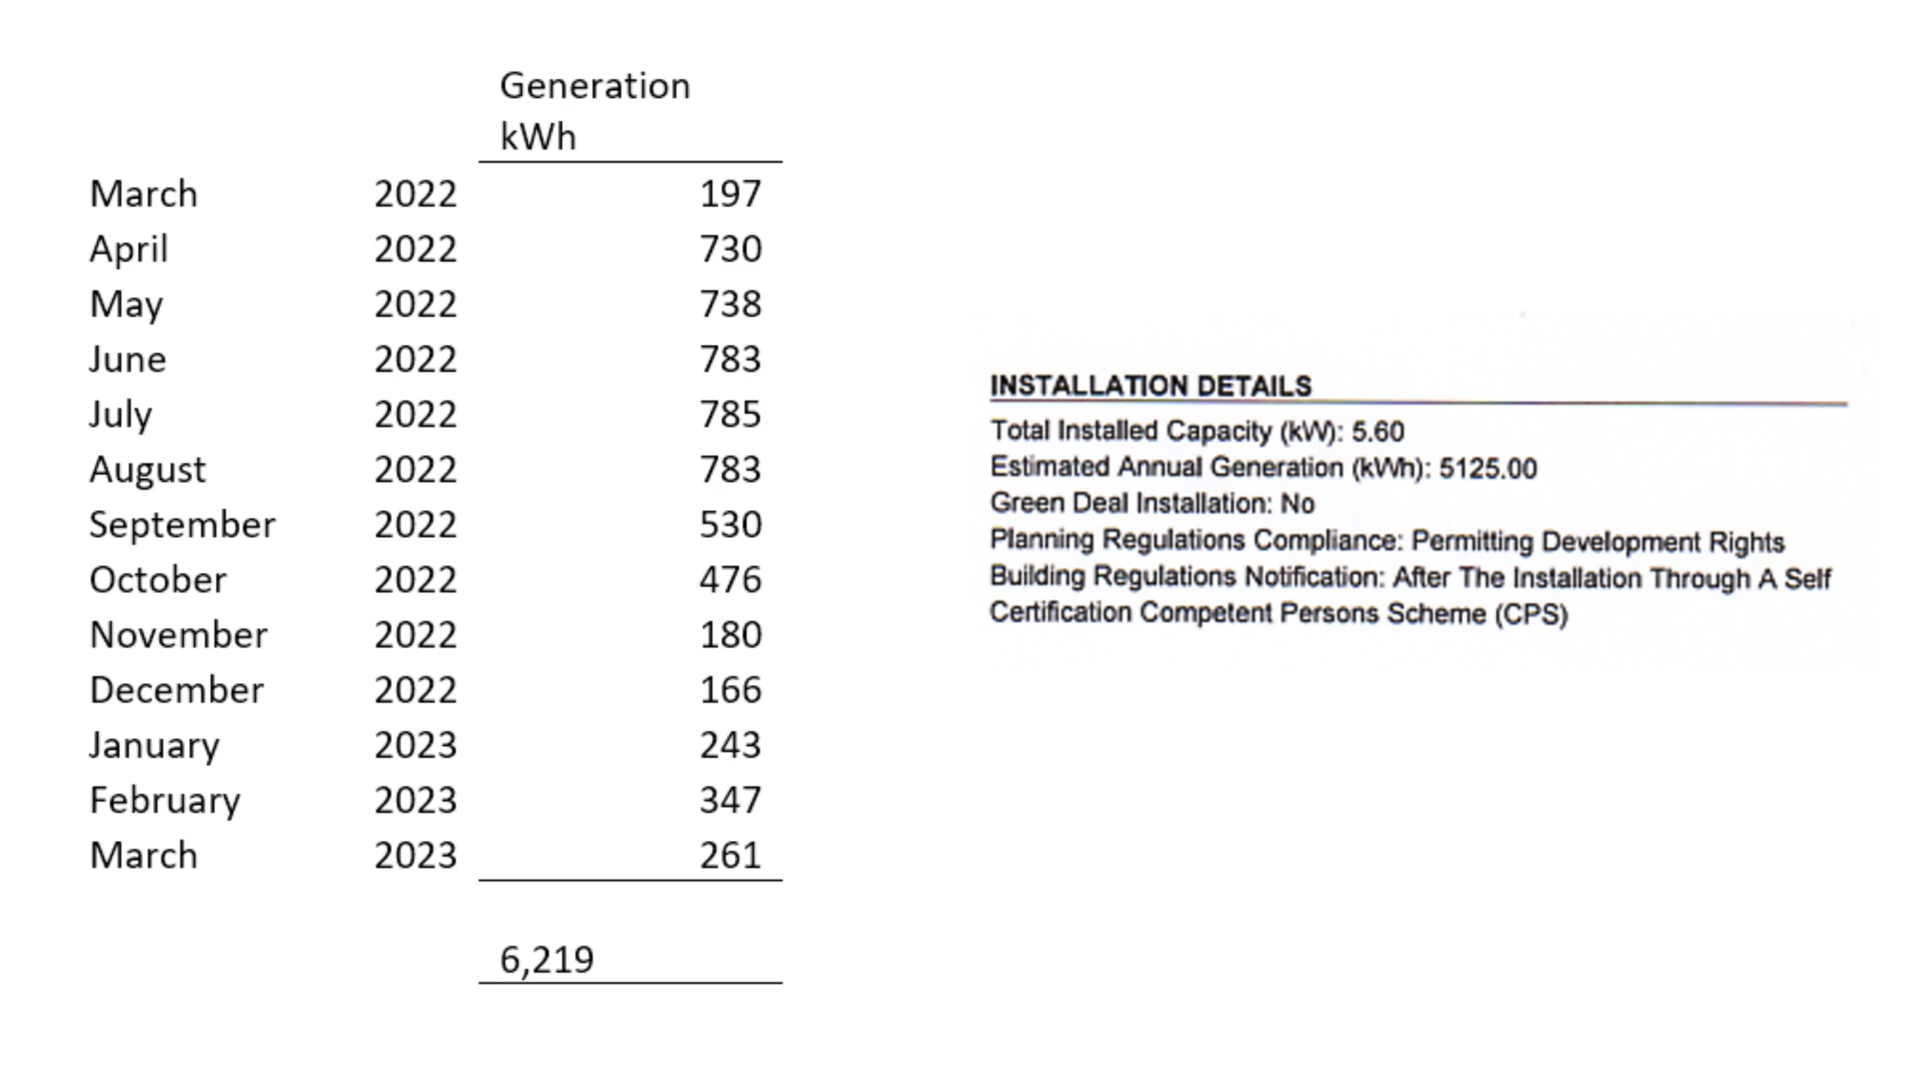 Generation
kWh
March 2022 197
April 2022 730
May 2022 738
June 2022 783
July 2022 785
August 2022 783
September 2022 530
October 2022 476
November 2022 180
December 2022 166
January 2023 243
February 2023 347
March 2023 261
6,219
INSTALLATION DETAILS
Total Installed Capacity (kW): 5.60
Estimated Annual Generation (kWh): 5125.00
Green Deal Installation: No
Planning Regulations Compliance: Permitting Development Rights
Building Regulations Notification: After The Installation Through A Self
Certification Competent Persons Scheme (CPS)